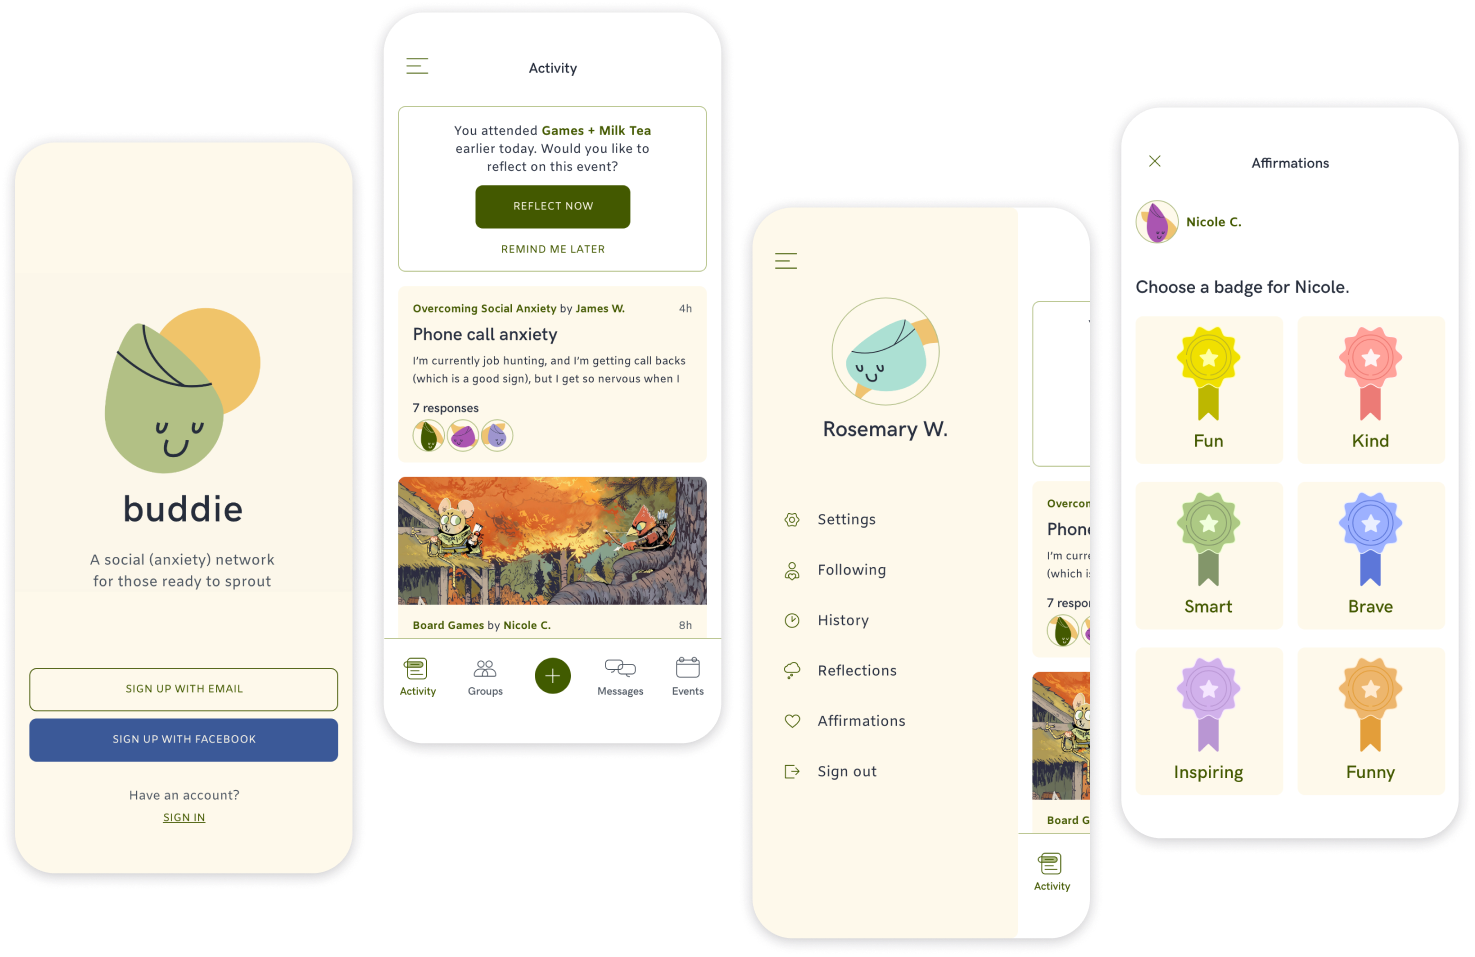 buddie
A social (anxiety) network
for those ready to sprout
SIGN UP WITH EMAIL
SIGN UP WITH FACEBOOK
Have an account?
SIGN IN
Activity
You attended Games + Milk Tea
earlier today. Would you like to
reflect on this event?
REFLECT NOW
REMIND ME LATER
Overcoming Social Anxiety by James W. 4h
Phone call anxiety
I'm currently job hunting, and I'm getting call backs
(which is a good sign), but I get so nervous when I
7 responses
Board Games by Nicole C. 8h
Activity Groups Messages Events
Rosemary W.
Settings
Following
History
Reflections
Affirmations
Sign out
Overcom
Phone
I'm curre
(which is
7 respon
Board G
Activity
Affirmations
Nicole C.
Choose a badge for Nicole.
Fun Kind
Smart Brave
Inspiring Funny